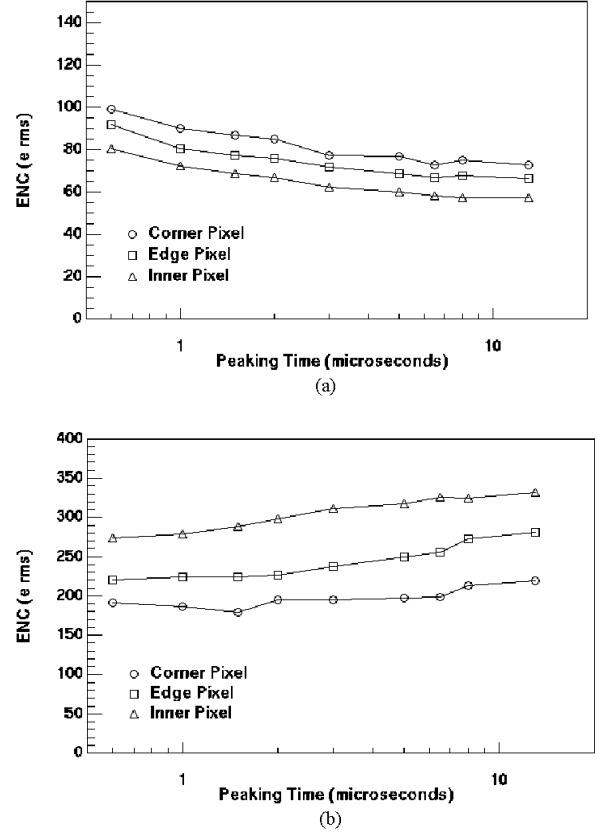 140
120
100
80
60
40
20
0
ENC ( e rms)
Corner Pixel
Edge Pixel
Inner Pixel
1
10
Peaking Time (microseconds)
(a)
400
350
300
250
200
150
100
50
0
ENC ( e rms)
Corner Pixel
Edge Pixel
Inner Pixel
1
10
Peaking Time (microseconds)
(b)